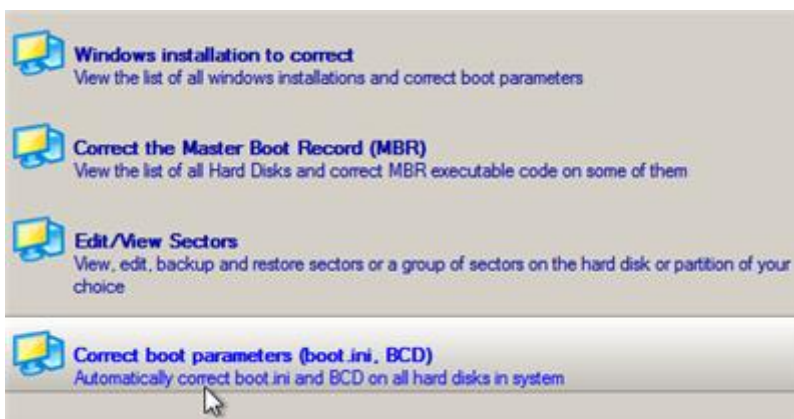 Windows installation to correct
View the list of all windows installations and correct boot parameters
Correct the Master Boot Record (MBR)
View the list of all Hard Disks and correct MBR executable code on some of them
Edit/View Sectors
View, edit, backup and restore sectors or a group of sectors on the hard disk or partition of your
choice
Correct boot parameters (boot.ini, BCD)
Automatically correct boot.ini and BCD on all hard disks in system